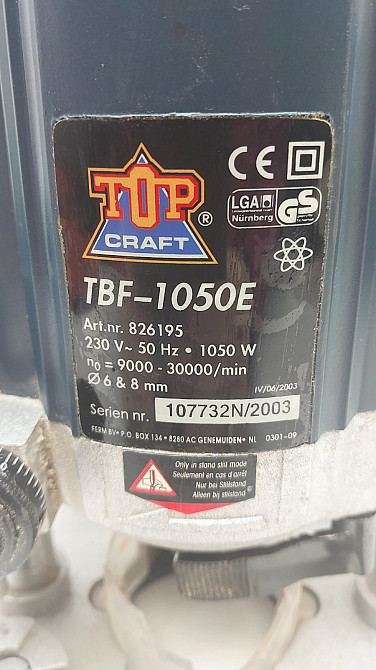 TOP
CRAFT
®
CE
LGA
Nürnberg
GS
TBF-1050E
Art.nr. 826195
230 V~ 50 Hz • 1050 W
n₀ = 9000 - 30000/min
Ø 6 & 8 mm
IV/06/2003
Serien nr. 107732N/2003
FERM BV • P.O. BOX 134 • 8280 AC GENEMUIDEN • NL 0301-09
Only in stand still mode
Seulement en cas d'arrêt
Nur bei Stillstand
Alleen bij stilstand